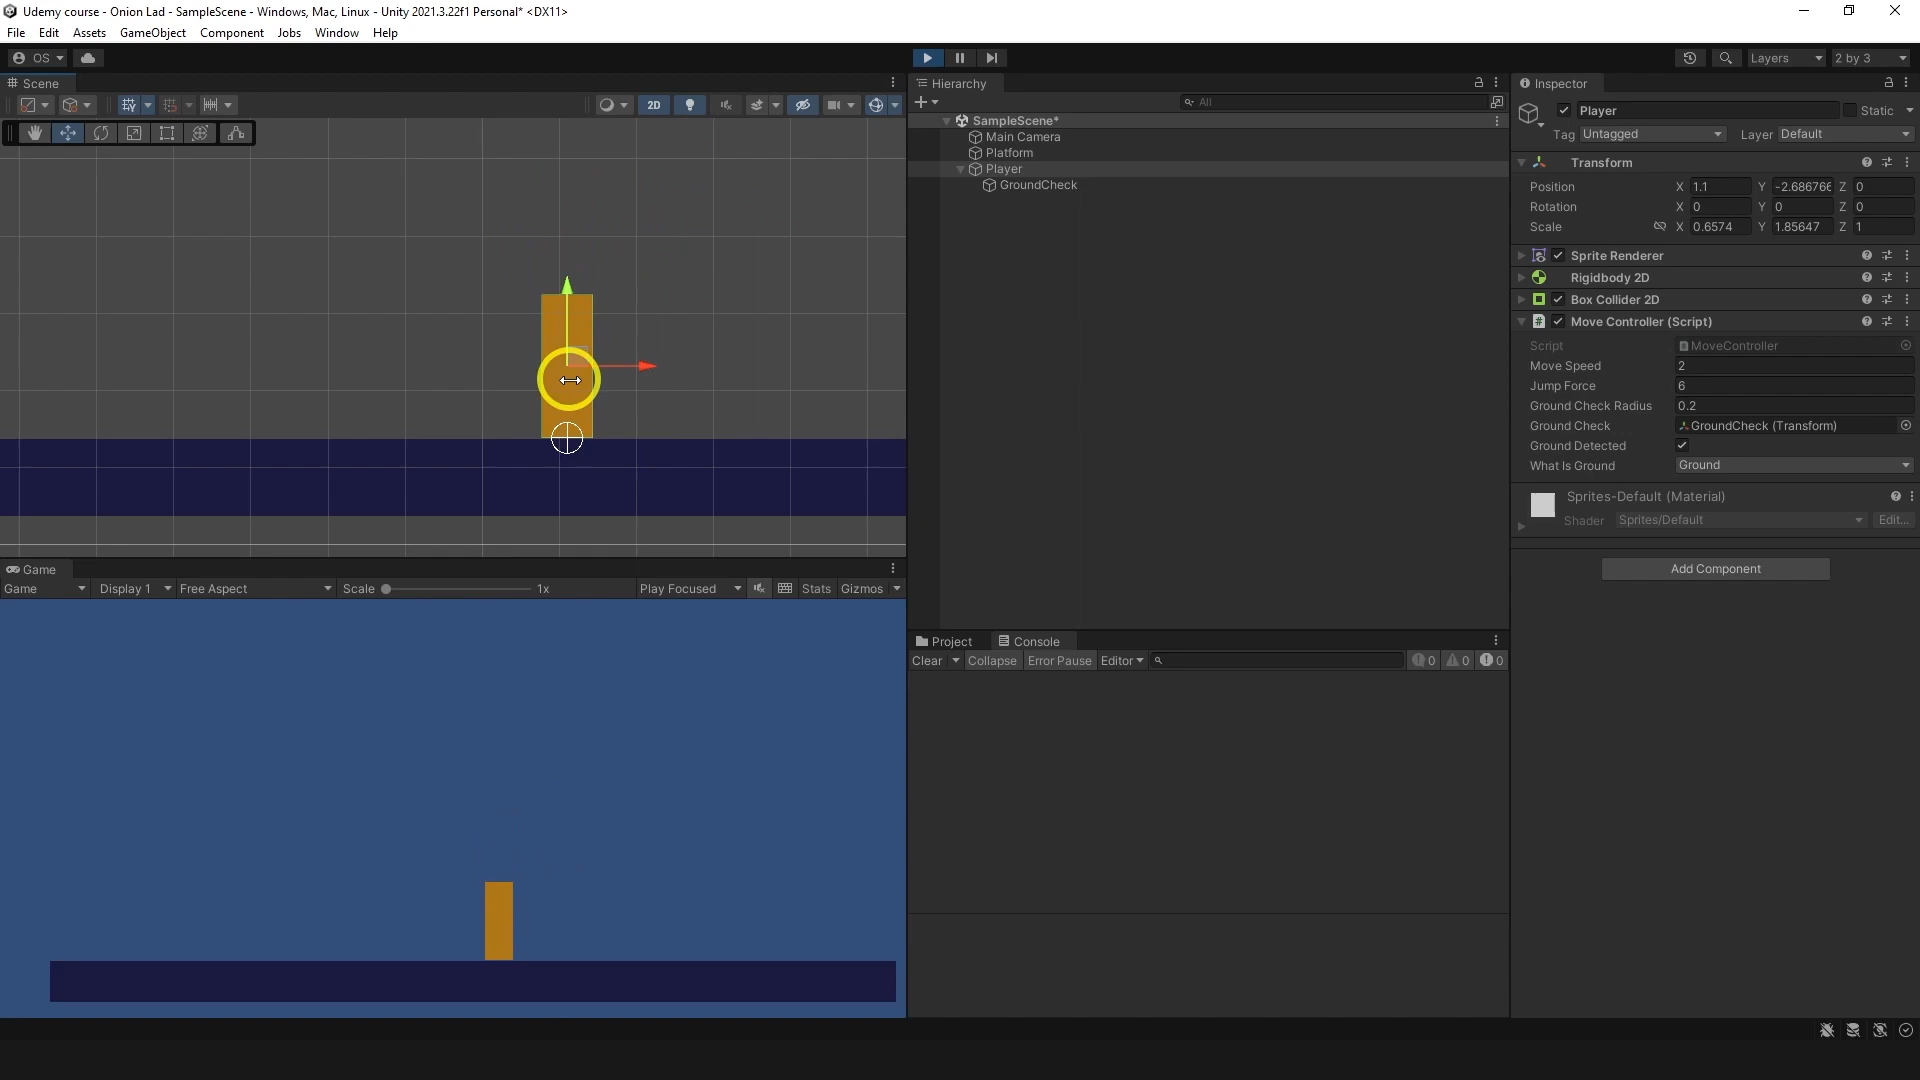 Udemy course - Onion Lad - SampleScene - Windows, Mac, Linux - Unity 2021.3.22f1 Personal* <DX11>
File Edit Assets GameObject Component Jobs Window Help
OS Layers 2 by 3
Scene
2D
Game
Game Display 1 Free Aspect Scale 1x Play Focused Stats Gizmos
Hierarchy
All
SampleScene*
Main Camera
Platform
Player
GroundCheck
Project Console
Clear Collapse Error Pause Editor 0 0 0
Inspector
Player Static
Tag Untagged Layer Default
Transform
Position X 1.1 Y -2.686766 Z 0
Rotation X 0 Y 0 Z 0
Scale X 0.6574 Y 1.85647 Z 1
Sprite Renderer
Rigidbody 2D
Box Collider 2D
Move Controller (Script)
Script MoveController
Move Speed 2
Jump Force 6
Ground Check Radius 0.2
Ground Check GroundCheck (Transform)
Ground Detected
What Is Ground Ground
Sprites-Default (Material)
Shader Sprites/Default Edit...
Add Component